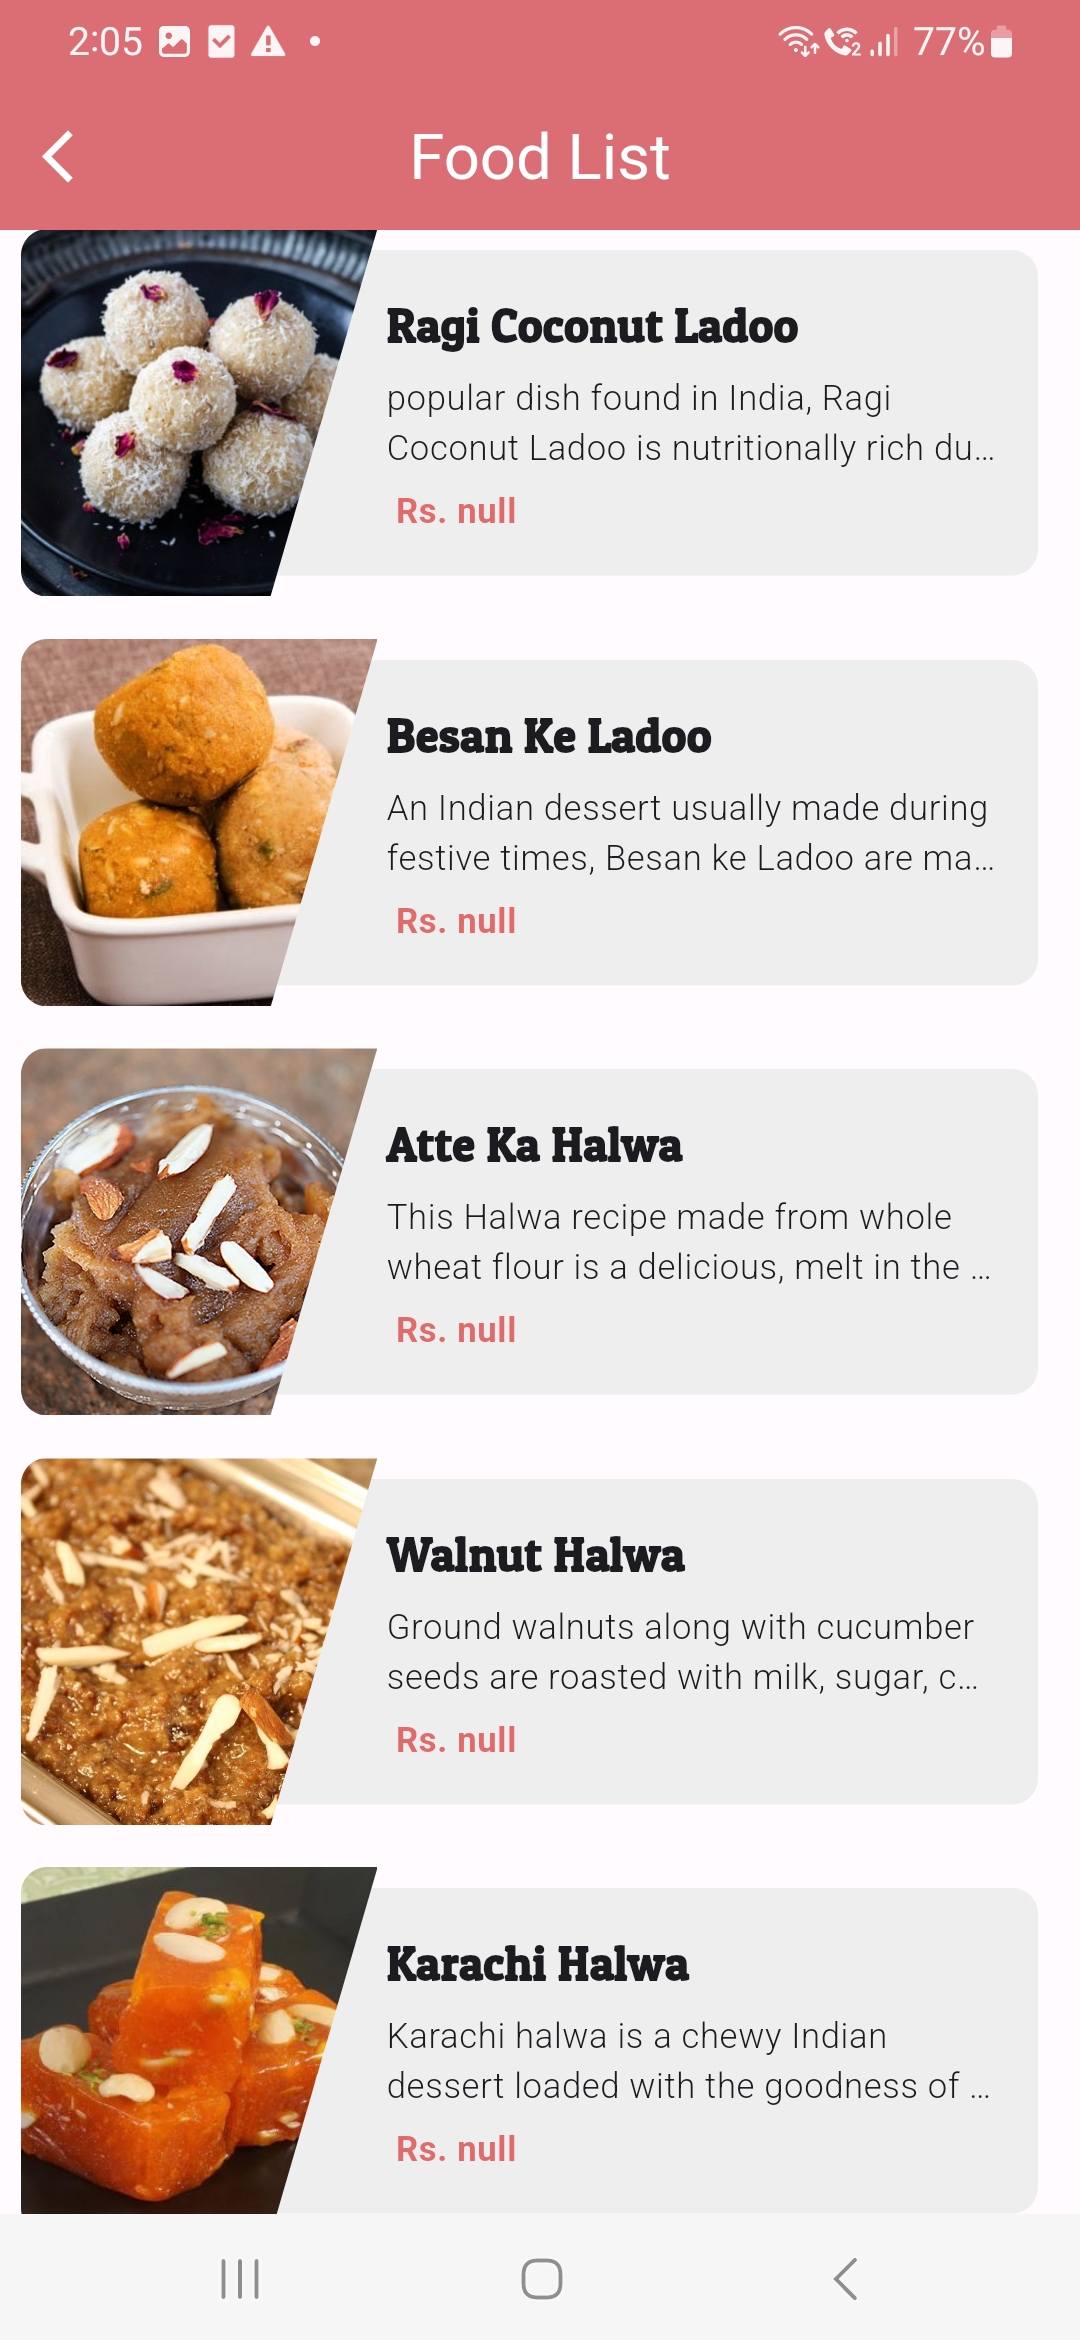 2:05
77%
Food List
Ragi Coconut Ladoo
popular dish found in India, Ragi
Coconut Ladoo is nutritionally rich du…
Rs. null
Besan Ke Ladoo
An Indian dessert usually made during
festive times, Besan ke Ladoo are ma…
Rs. null
Atte Ka Halwa
This Halwa recipe made from whole
wheat flour is a delicious, melt in the …
Rs. null
Walnut Halwa
Ground walnuts along with cucumber
seeds are roasted with milk, sugar, c…
Rs. null
Karachi Halwa
Karachi halwa is a chewy Indian
dessert loaded with the goodness of …
Rs. null